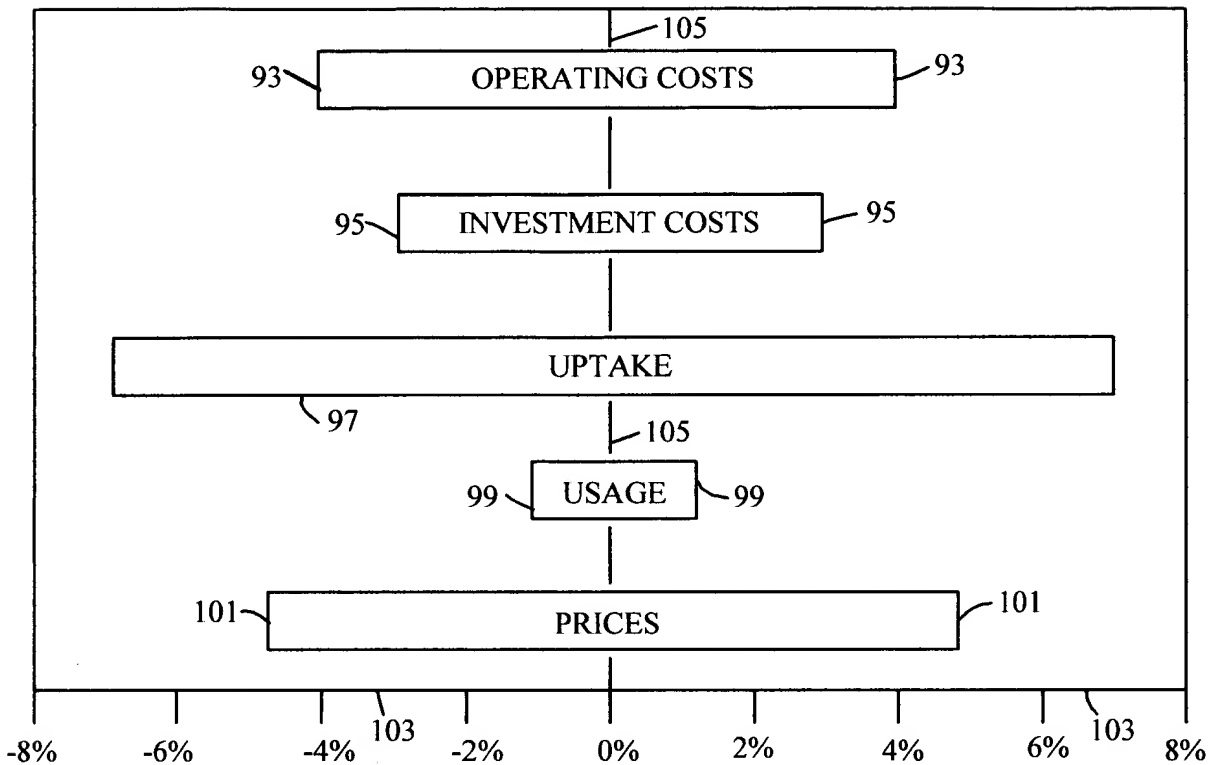 105
93 OPERATING COSTS 93
95 INVESTMENT COSTS 95
UPTAKE
97
105
99 USAGE 99
101 PRICES 101
103 103
-8% -6% -4% -2% 0% 2% 4% 6% 8%